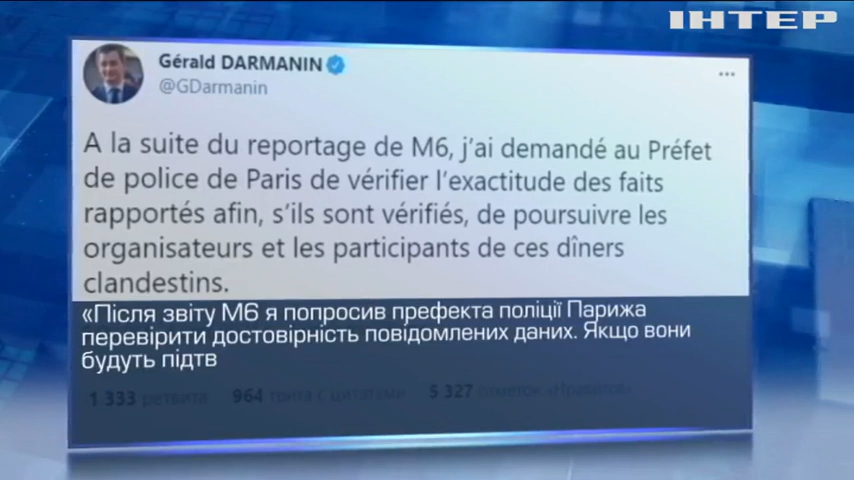 ІНТЕР
Gérald DARMANIN
@GDarmanin
A la suite du reportage de M6, j'ai demandé au Préfet
de police de Paris de vérifier l'exactitude des faits
rapportés afin, s'ils sont vérifiés, de poursuivre les
organisateurs et les participants de ces dîners
clandestins.
«Після звіту М6 я попросив префекта поліції Парижа
перевірити достовірність повідомлених даних. Якщо вони
будуть підтв
1 333 ретвита 964 твита с цитатами 5 327 отметок «Нравится»